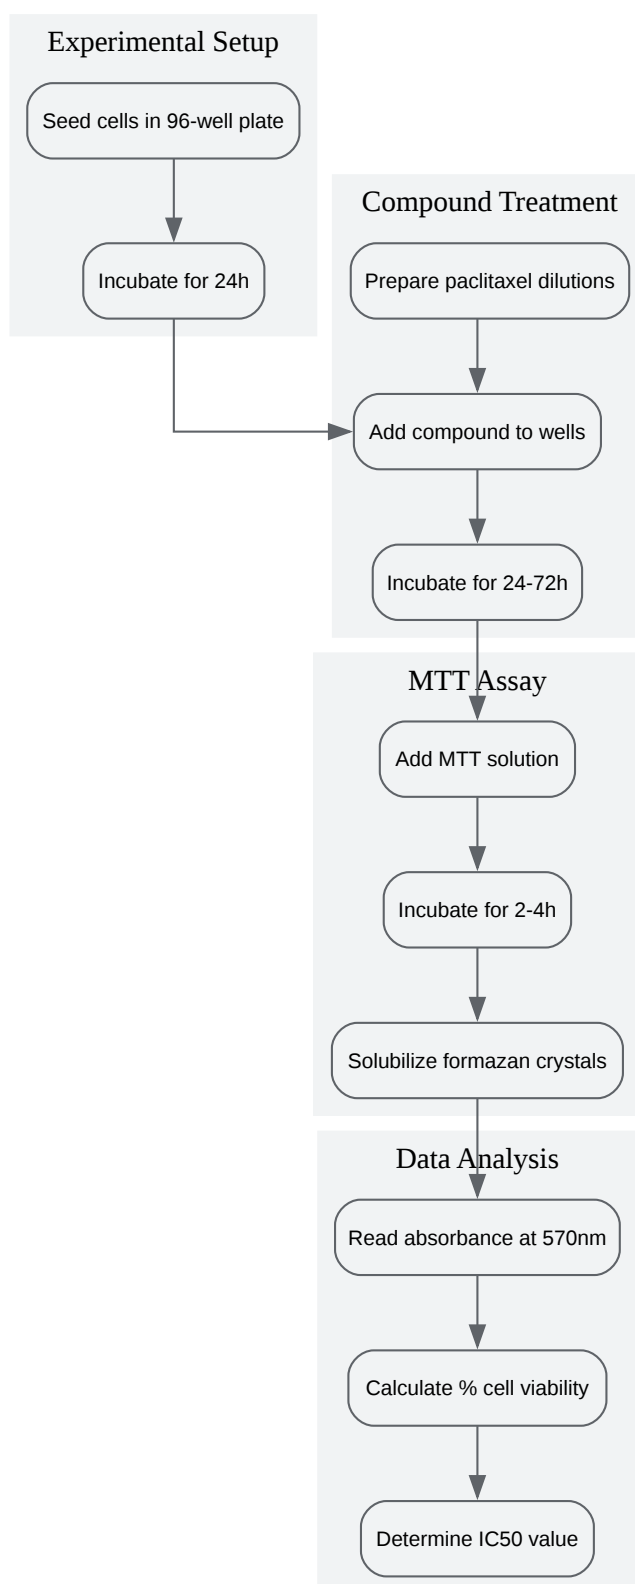 Experimental Setup
Seed cells in 96-well plate
Incubate for 24h
Compound Treatment
Prepare paclitaxel dilutions
Add compound to wells
Incubate for 24-72h
MTT Assay
Add MTT solution
Incubate for 2-4h
Solubilize formazan crystals
Data Analysis
Read absorbance at 570nm
Calculate % cell viability
Determine IC50 value